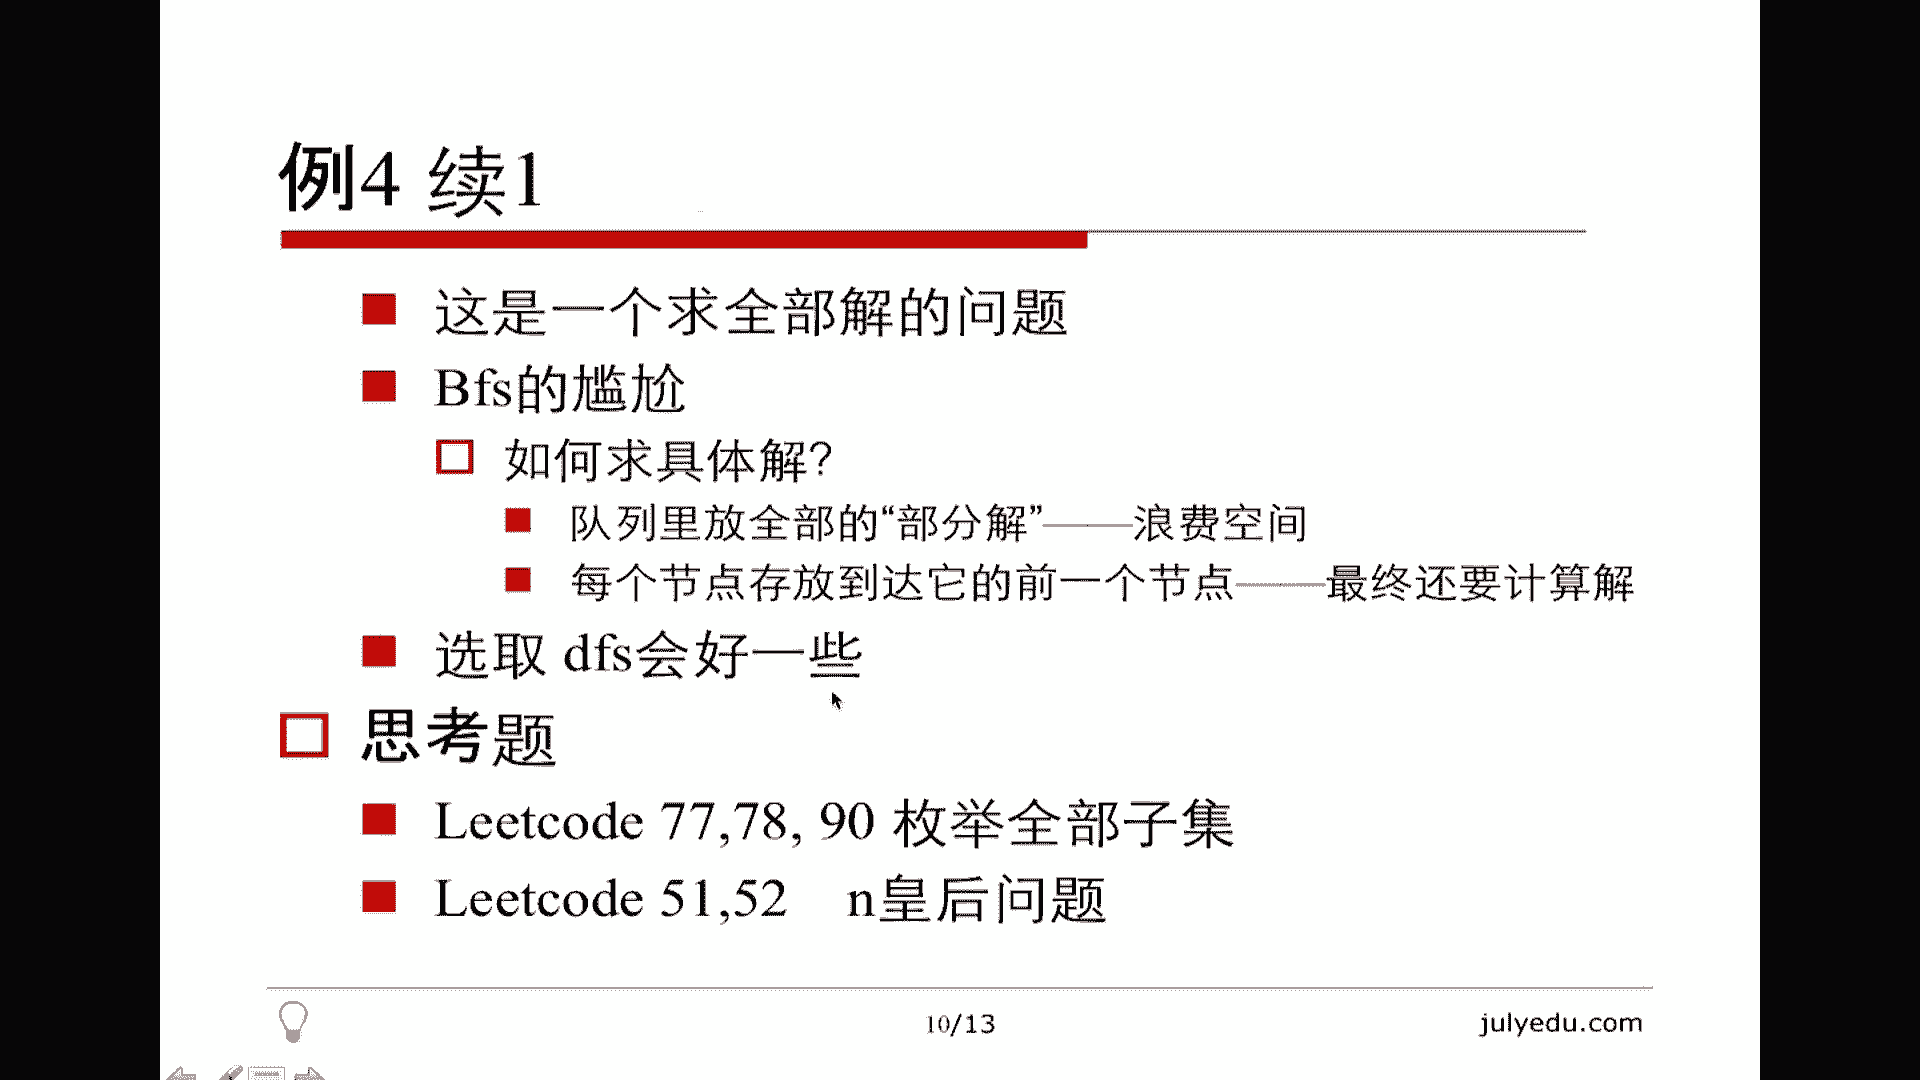 例4 续1
这是一个求全部解的问题
Bfs的尴尬
如何求具体解?
队列里放全部的“部分解”——浪费空间
每个节点存放到达它的前一个节点——最终还要计算解
选取 dfs会好一些
思考题
Leetcode 77,78, 90 枚举全部子集
Leetcode 51,52 n皇后问题
10/13
julyedu.com